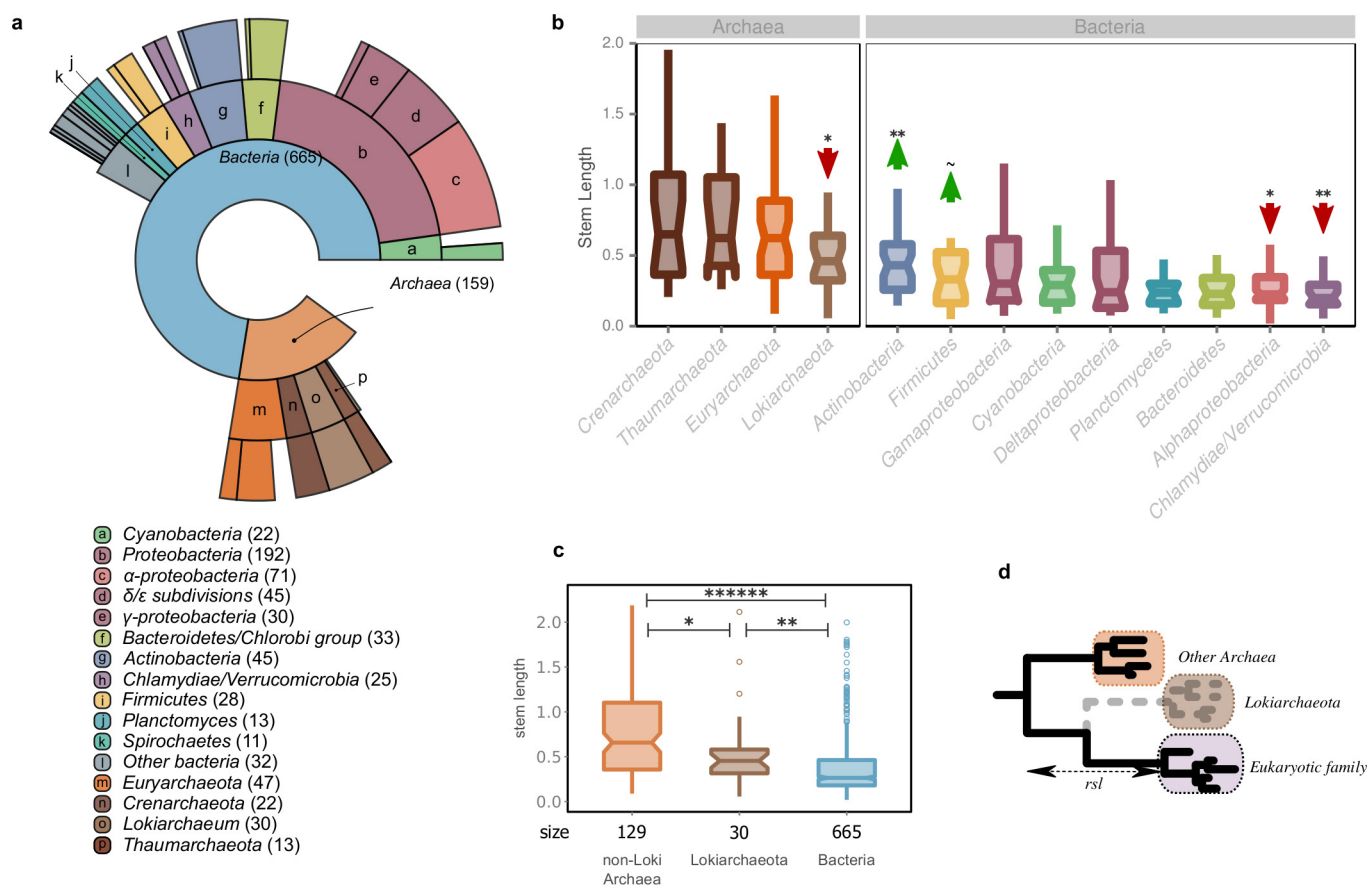 a
k
j
i
h
g
f
e
d
b
c
l
Bacteria (665)
a
Archaea (159)
m
n
o
p
a Cyanobacteria (22)
b Proteobacteria (192)
c α-proteobacteria (71)
d δ/ε subdivisions (45)
e γ-proteobacteria (30)
f Bacteroidetes/Chlorobi group (33)
g Actinobacteria (45)
h Chlamydiae/Verrucomicrobia (25)
i Firmicutes (28)
j Planctomyces (13)
k Spirochaetes (11)
l Other bacteria (32)
m Euryarchaeota (47)
n Crenarchaeota (22)
o Lokiarchaeum (30)
p Thaumarchaeota (13)
b
Archaea
Bacteria
Stem Length
2.0
1.5
1.0
0.5
0.0
*
**
~
*
**
Crenarchaeota
Thaumarchaeota
Euryarchaeota
Lokiarchaeota
Actinobacteria
Firmicutes
Gamaproteobacteria
Cyanobacteria
Deltaproteobacteria
Planctomycetes
Bacteroidetes
Alphaproteobacteria
Chlamydiae/Verrucomicrobia
c
stem length
2.0
1.5
1.0
0.5
0.0
******
*
**
size 129 30 665
non-Loki Lokiarchaeota Bacteria
Archaea
d
Other Archaea
Lokiarchaeota
Eukaryotic family
rsl